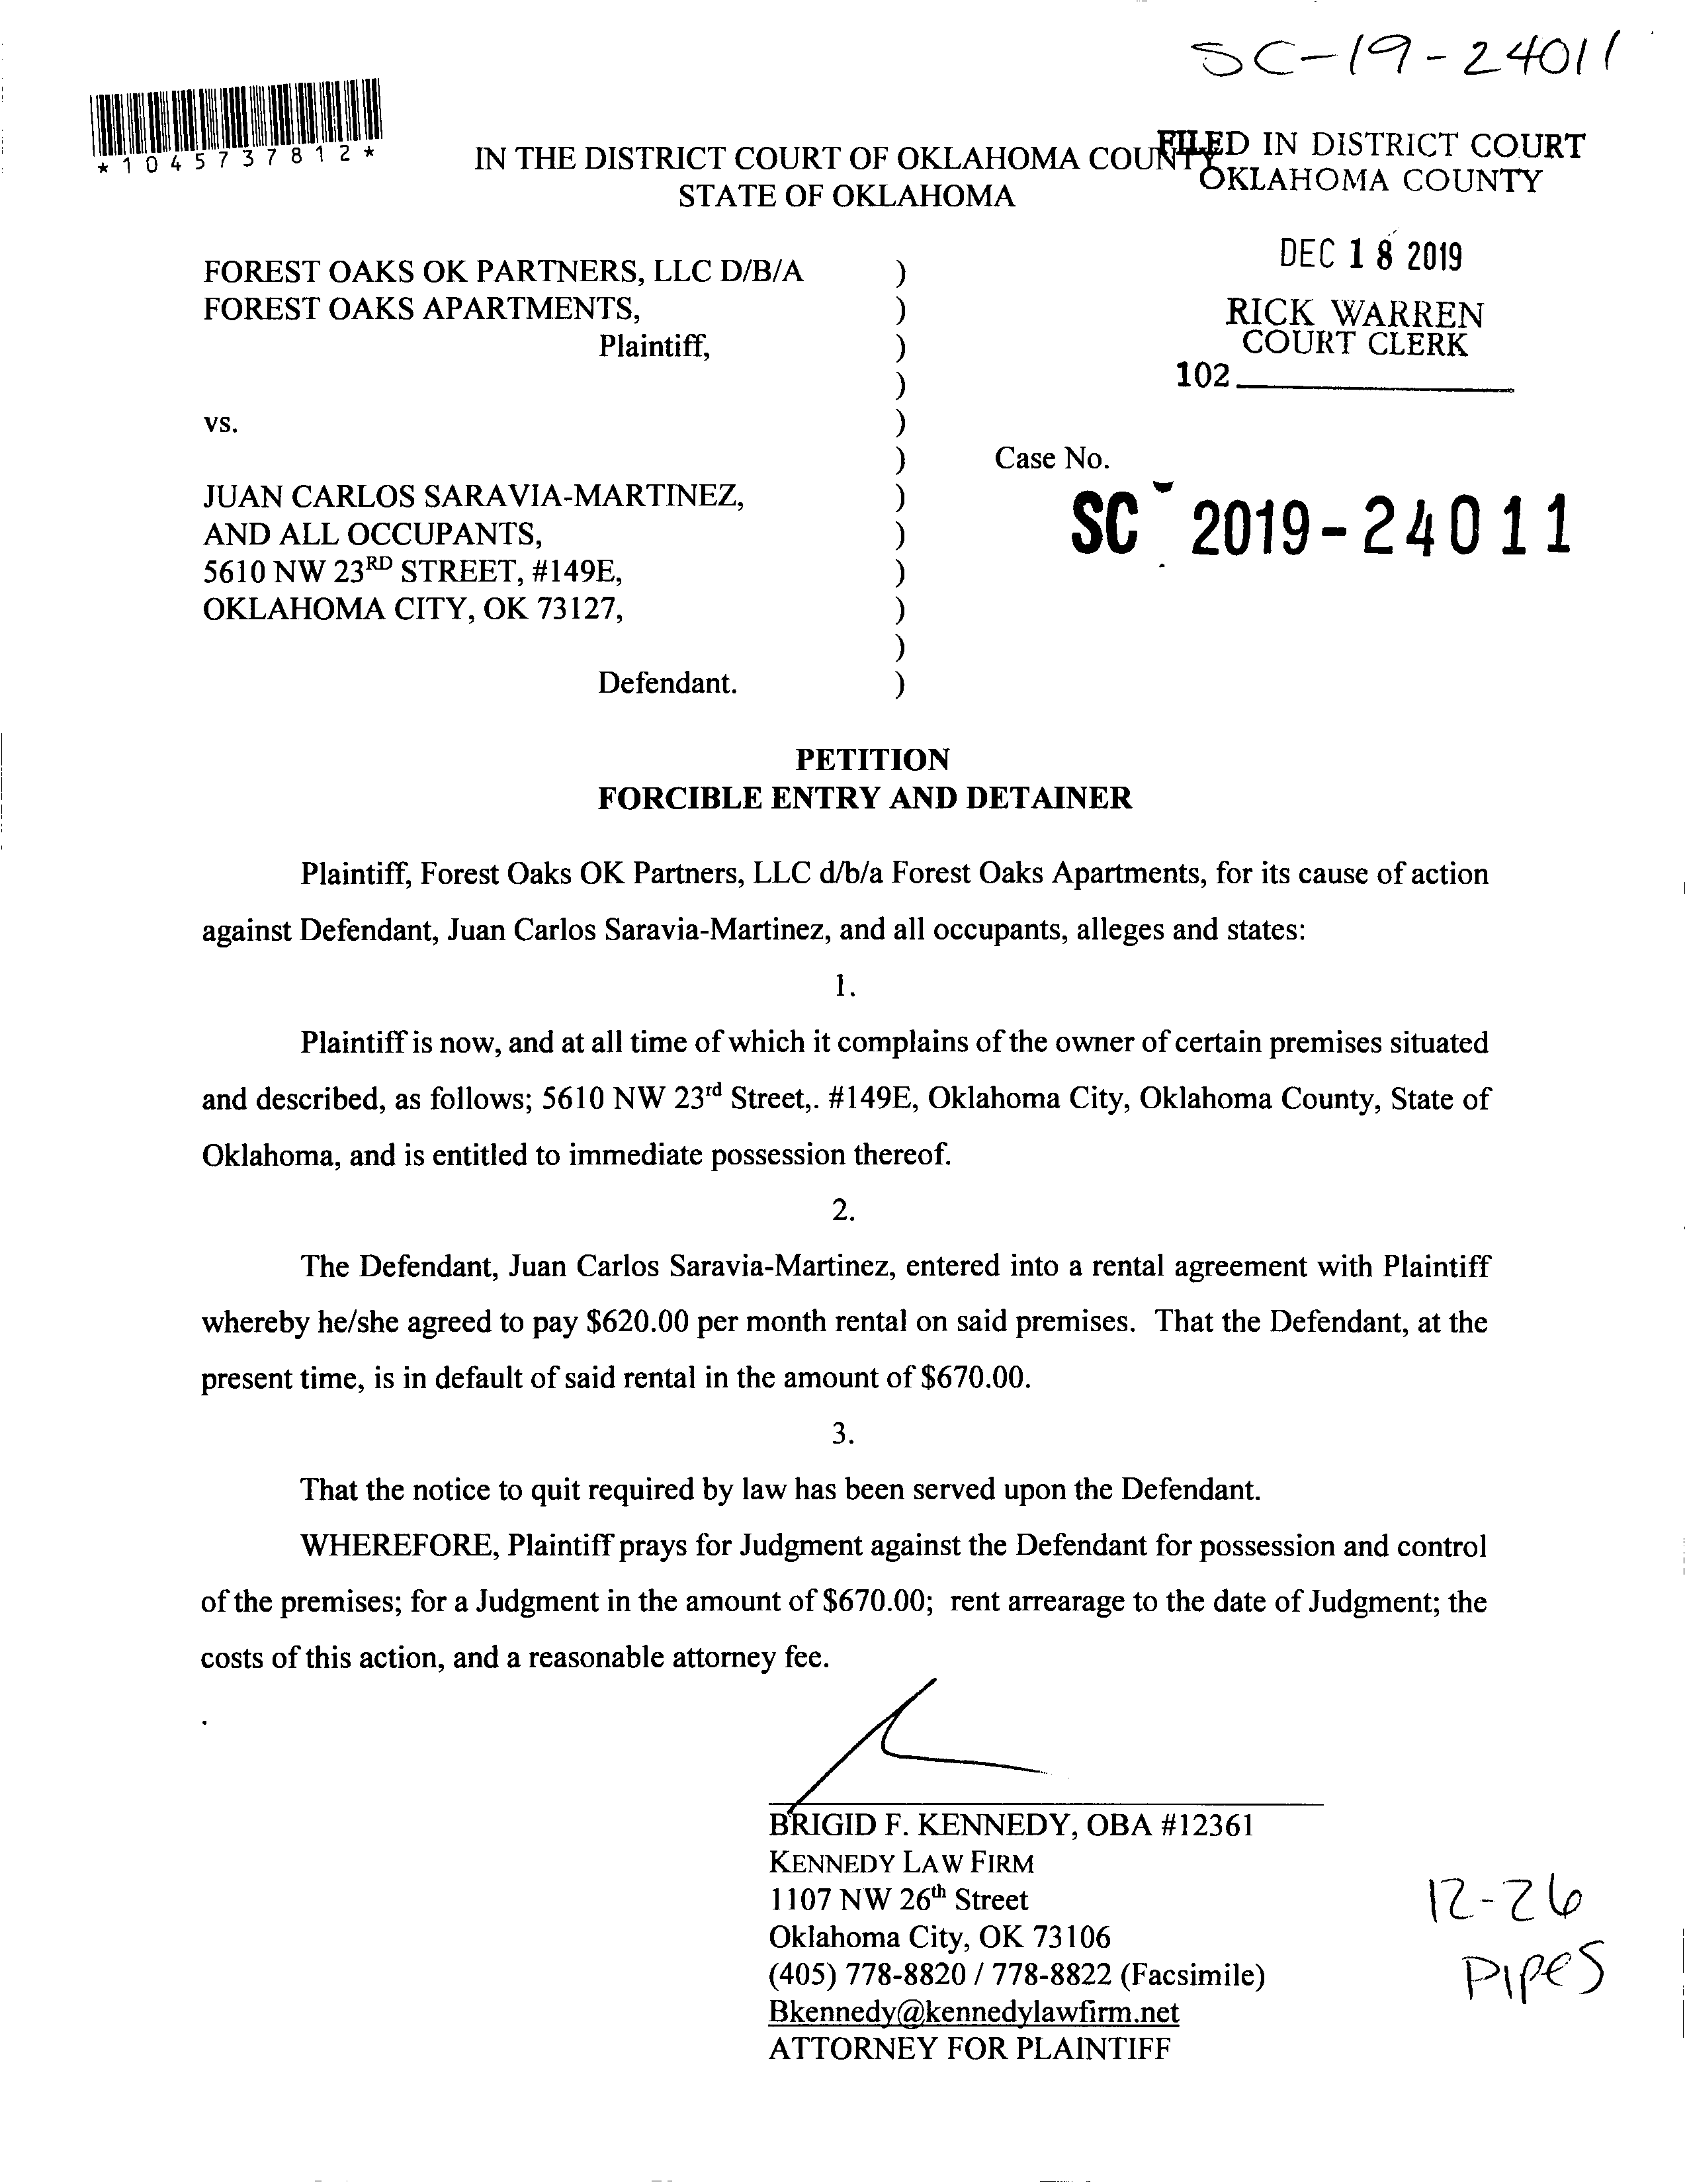 SC-19-24011
*1045737812*
IN THE DISTRICT COURT OF OKLAHOMA COUNTY
STATE OF OKLAHOMA
FILED IN DISTRICT COURT
OKLAHOMA COUNTY
DEC 18 2019
RICK WARREN
COURT CLERK
102
FOREST OAKS OK PARTNERS, LLC D/B/A )
FOREST OAKS APARTMENTS, )
Plaintiff, )
)
vs. )
) Case No.
JUAN CARLOS SARAVIA-MARTINEZ, )
SC - 2019-24011
AND ALL OCCUPANTS, )
5610 NW 23RD STREET, #149E, )
OKLAHOMA CITY, OK 73127, )
)
Defendant. )
PETITION
FORCIBLE ENTRY AND DETAINER
Plaintiff, Forest Oaks OK Partners, LLC d/b/a Forest Oaks Apartments, for its cause of action
against Defendant, Juan Carlos Saravia-Martinez, and all occupants, alleges and states:
1.
Plaintiff is now, and at all time of which it complains of the owner of certain premises situated
and described, as follows; 5610 NW 23rd Street,. #149E, Oklahoma City, Oklahoma County, State of
Oklahoma, and is entitled to immediate possession thereof.
2.
The Defendant, Juan Carlos Saravia-Martinez, entered into a rental agreement with Plaintiff
whereby he/she agreed to pay $620.00 per month rental on said premises. That the Defendant, at the
present time, is in default of said rental in the amount of $670.00.
3.
That the notice to quit required by law has been served upon the Defendant.
WHEREFORE, Plaintiff prays for Judgment against the Defendant for possession and control
of the premises; for a Judgment in the amount of $670.00; rent arrearage to the date of Judgment; the
costs of this action, and a reasonable attorney fee.
BRIGID F. KENNEDY, OBA #12361
KENNEDY LAW FIRM
1107 NW 26th Street
Oklahoma City, OK 73106
(405) 778-8820 / 778-8822 (Facsimile)
Bkennedy@kennedylawfirm.net
ATTORNEY FOR PLAINTIFF
12-26
PIPES